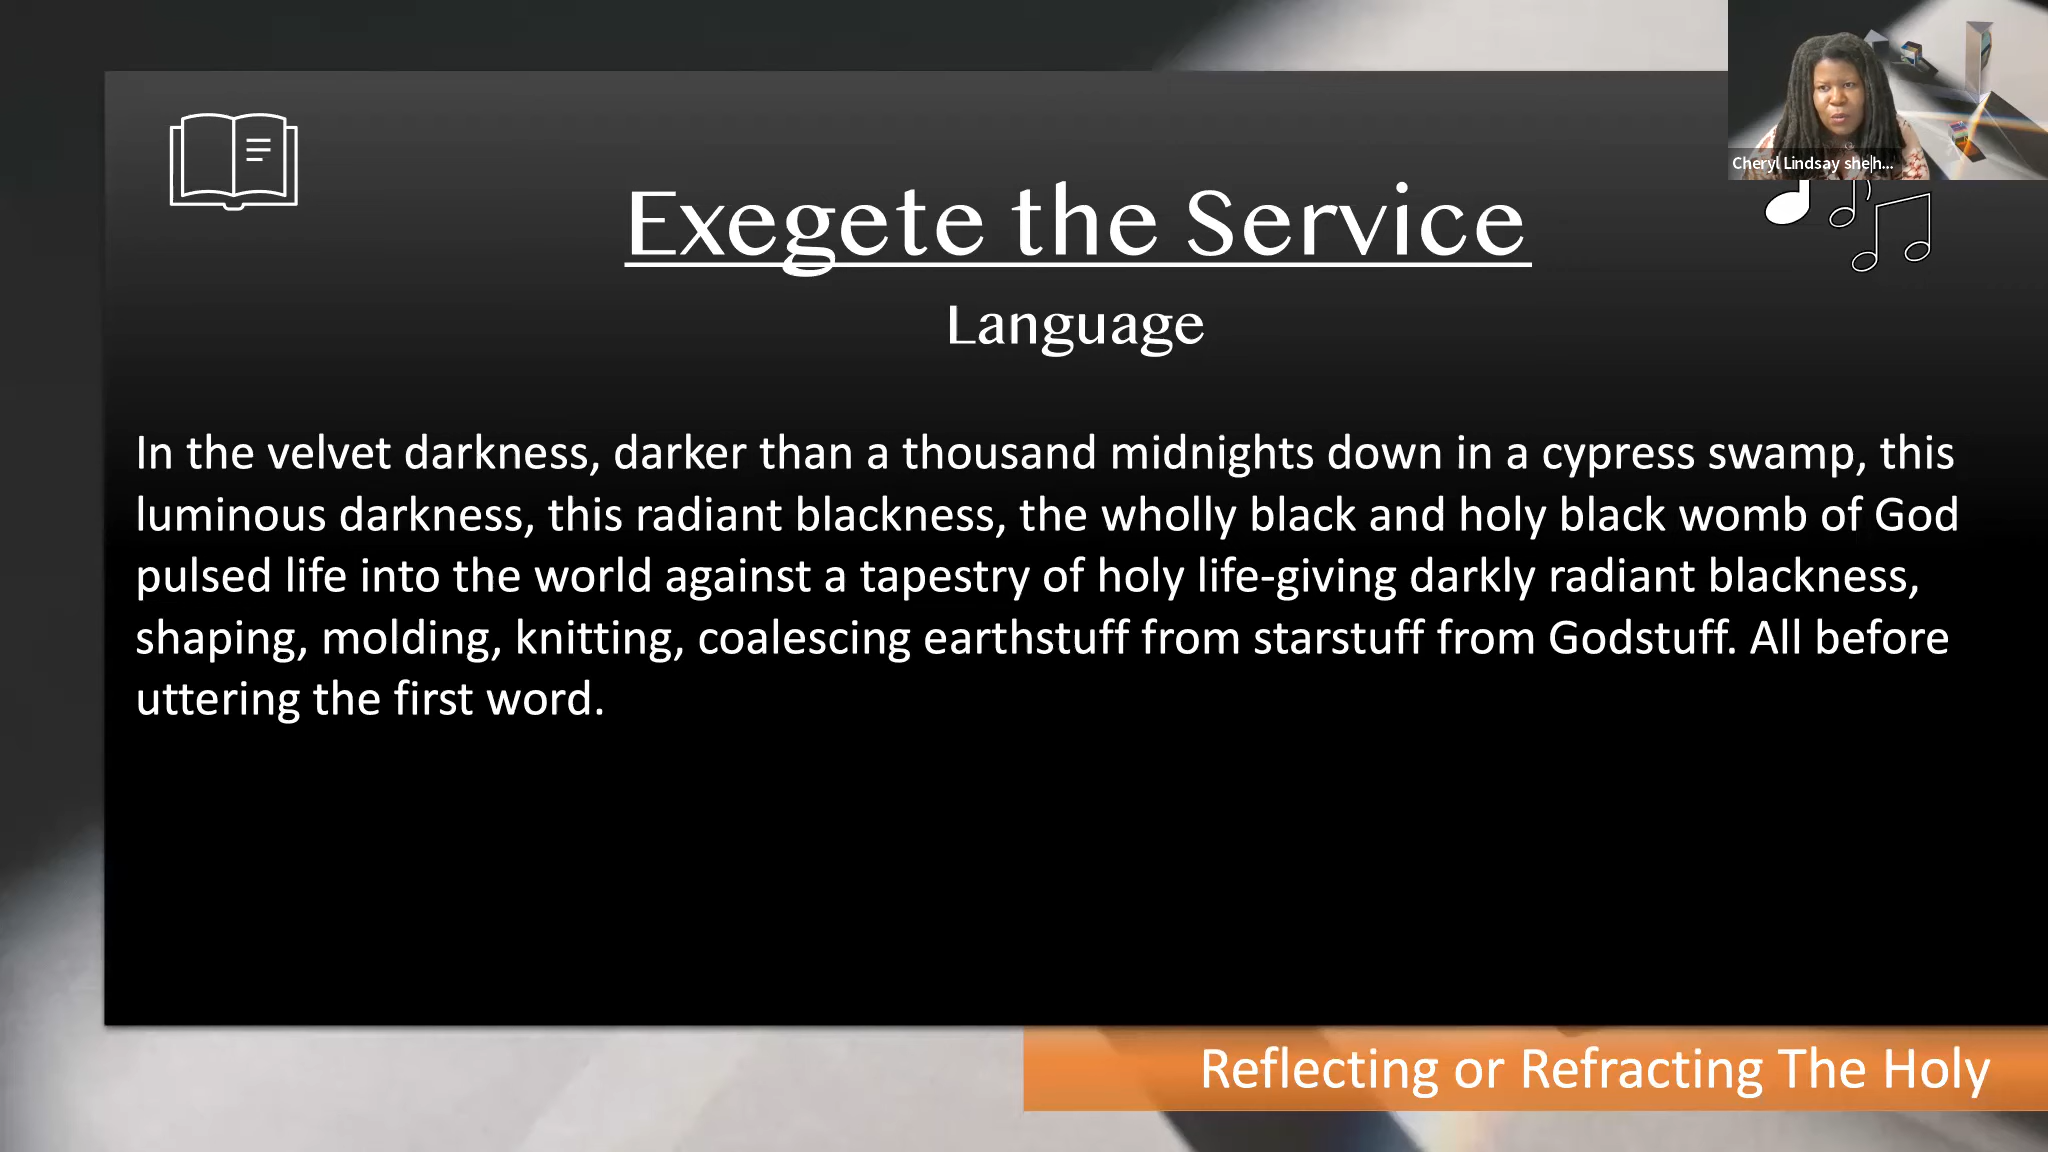 Cheryl Lindsay she|h...
Exegete the Service
Language
In the velvet darkness, darker than a thousand midnights down in a cypress swamp, this
luminous darkness, this radiant blackness, the wholly black and holy black womb of God
pulsed life into the world against a tapestry of holy life-giving darkly radiant blackness,
shaping, molding, knitting, coalescing earthstuff from starstuff from Godstuff. All before
uttering the first word.
Reflecting or Refracting The Holy